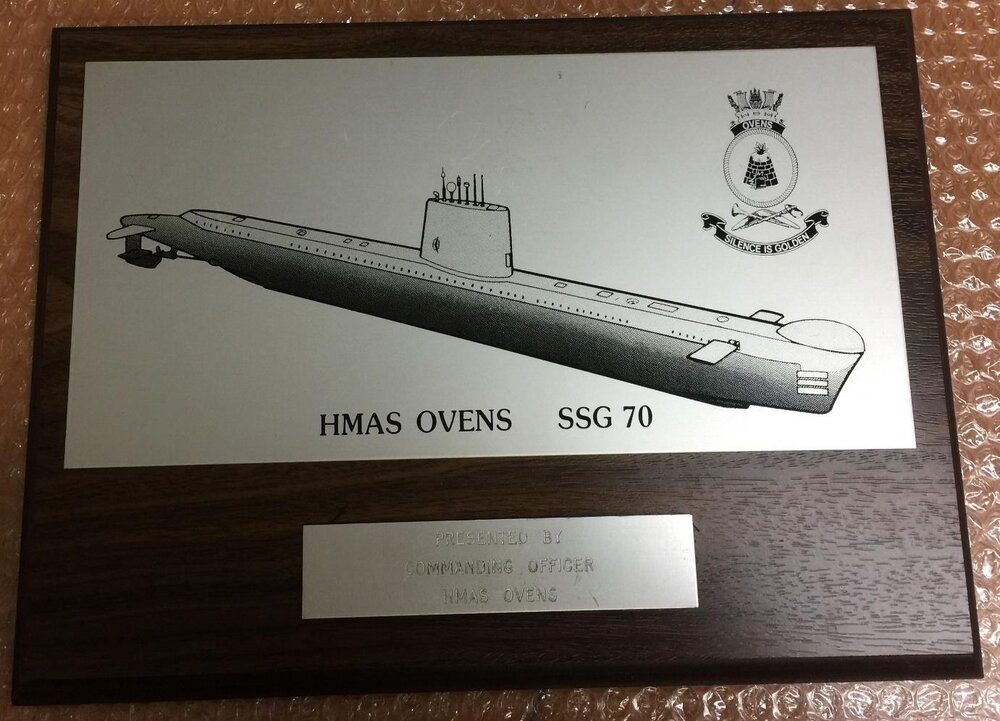 OVENS
SILENCE IS GOLDEN
HMAS OVENS SSG 70
PRESENTED BY
COMMANDING OFFICER
HMAS OVENS